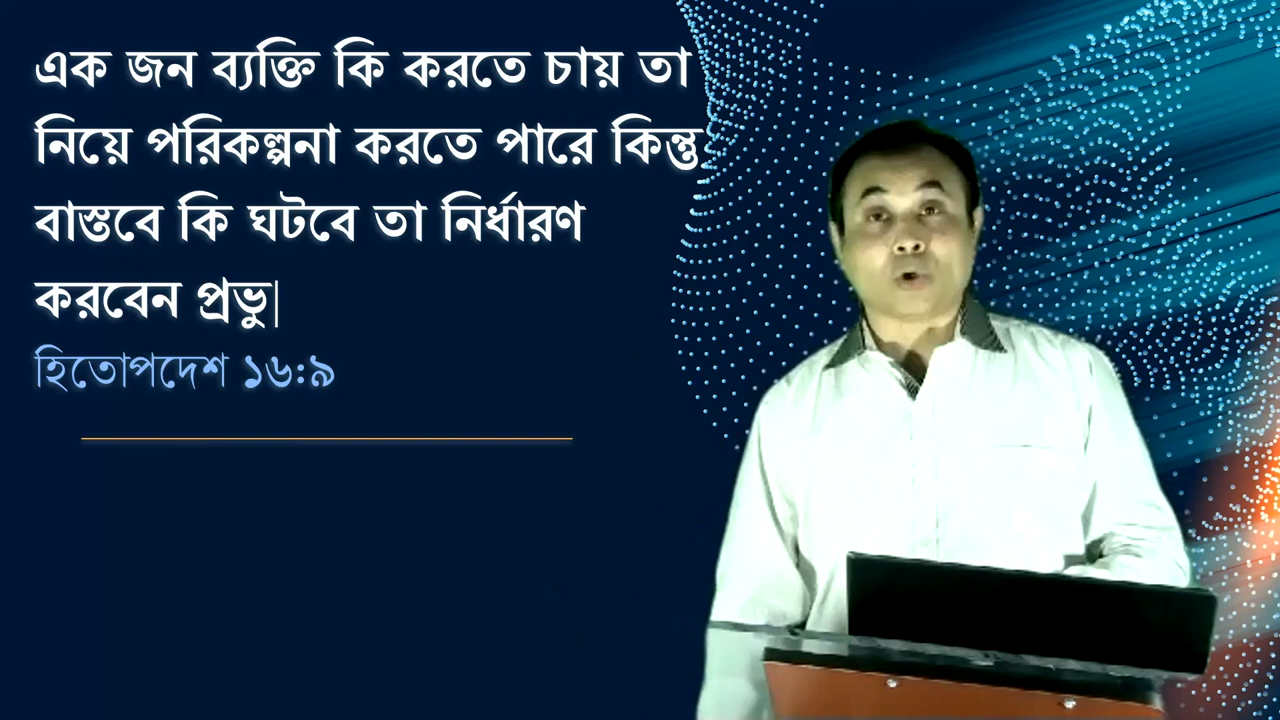 এক জন ব্যক্তি কি করতে চায় তা
নিয়ে পরিকল্পনা করতে পারে কিন্তু
বাস্তবে কি ঘটবে তা নির্ধারণ
করবেন প্রভু|
হিতোপদেশ ১৬:৯